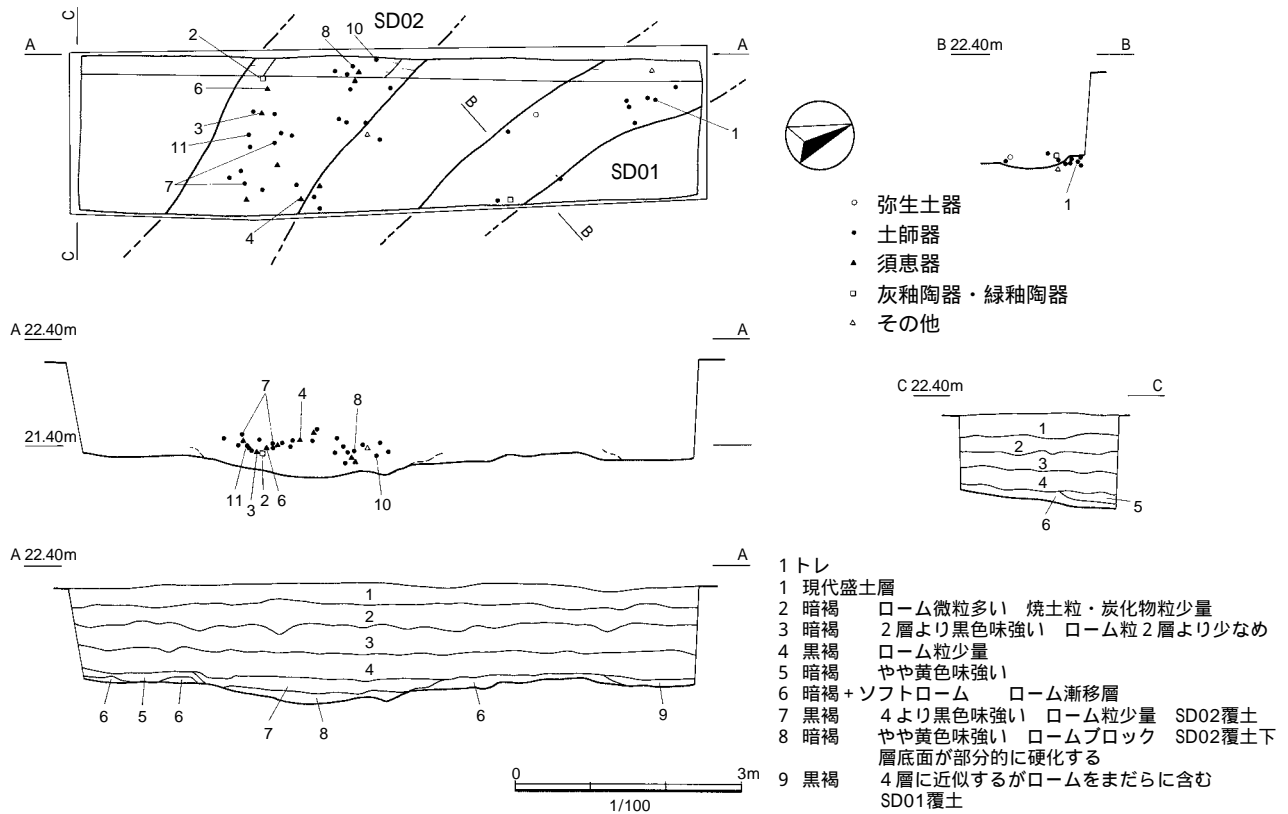 C
SD02
2
8
10
A
A
6
3
11
7
4
B
B
1
SD01
C
B 22.40m
B
1
○ 弥生土器
● 土師器
▲ 須恵器
□ 灰釉陶器・緑釉陶器
△ その他
A 22.40m
A
7
4
8
21.40m
11
3
2
6
10
C 22.40m
C
1
2
3
4
5
6
A 22.40m
A
1
2
3
4
6
5
6
7
8
6
9
0
3m
1/100
1 トレ
1 現代盛土層
2 暗褐 ローム微粒多い 焼土粒・炭化物粒少量
3 暗褐 2層より黒色味強い ローム粒2層より少なめ
4 黒褐 ローム粒少量
5 暗褐 やや黄色味強い
6 暗褐+ソフトローム ローム漸移層
7 黒褐 4より黒色味強い ローム粒少量 SD02覆土
8 暗褐 やや黄色味強い ロームブロック SD02覆土下
層底面が部分的に硬化する
9 黒褐 4層に近似するがロームをまだらに含む
SD01覆土